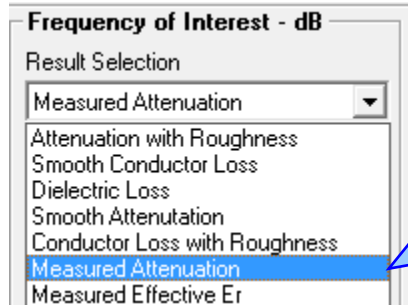 Frequency of Interest - dB
Result Selection
Measured Attenuation
Attenuation with Roughness
Smooth Conductor Loss
Dielectric Loss
Smooth Attenutation
Conductor Loss with Roughness
Measured Attenuation
Measured Effective Er